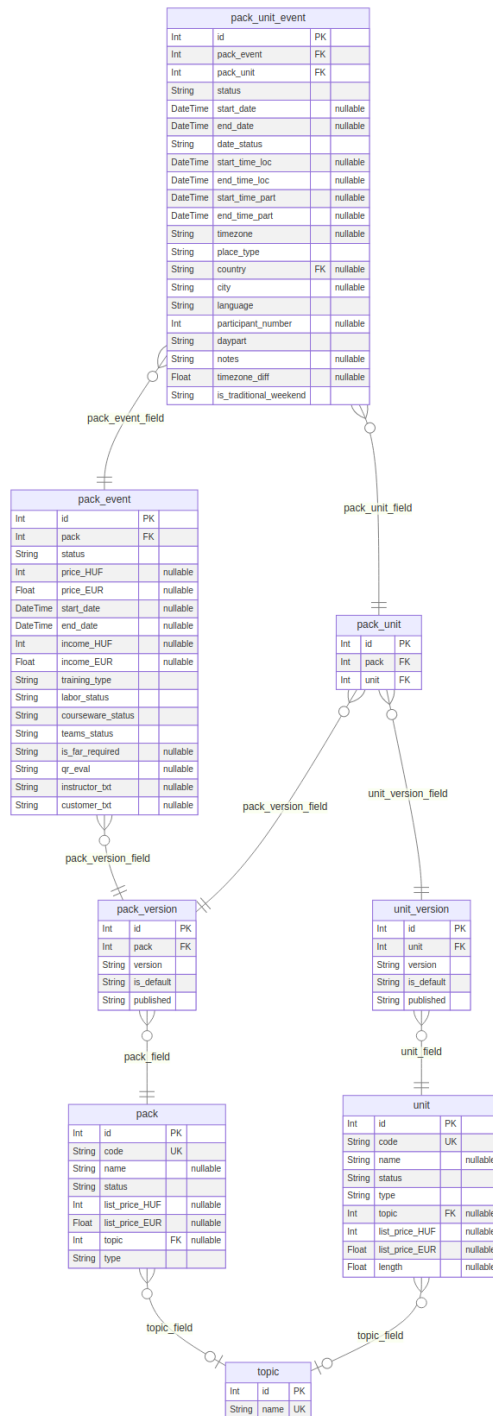 pack_unit_event
Int id PK
Int pack_event FK
Int pack_unit FK
String status
DateTime start_date nullable
DateTime end_date nullable
String date_status
DateTime start_time_loc nullable
DateTime end_time_loc nullable
DateTime start_time_part nullable
DateTime end_time_part nullable
String timezone nullable
String place_type
String country FK nullable
String city nullable
String language
Int participant_number nullable
String daypart
String notes nullable
Float timezone_diff nullable
String is_traditional_weekend
pack_event_field
pack_unit_field
pack_event
Int id PK
Int pack FK
String status
Int price_HUF nullable
Float price_EUR nullable
DateTime start_date nullable
DateTime end_date nullable
Int income_HUF nullable
Float income_EUR nullable
String training_type
String labor_status
String courseware_status
String teams_status
String is_far_required nullable
String qr_eval nullable
String instructor_txt nullable
String customer_txt nullable
pack_unit
Int id PK
Int pack FK
Int unit FK
pack_version_field
pack_version_field
unit_version_field
pack_version
Int id PK
Int pack FK
String version
String is_default
String published
unit_version
Int id PK
Int unit FK
String version
String is_default
String published
pack_field
unit_field
pack
Int id PK
String code UK
String name nullable
String status
Int list_price_HUF nullable
Float list_price_EUR nullable
Int topic FK nullable
String type
unit
Int id PK
String code UK
String name nullable
String status
String type
Int topic FK nullable
Int list_price_HUF nullable
Float list_price_EUR nullable
Float length nullable
topic_field
topic_field
topic
Int id PK
String name UK